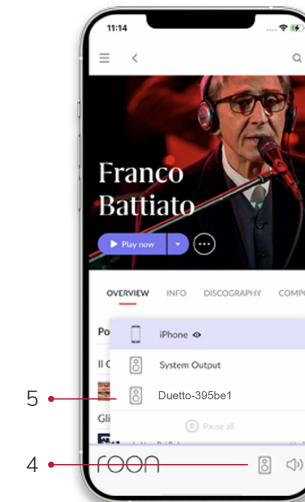 11:14
Franco
Battiato
Play now
OVERVIEW INFO DISCOGRAPHY COMPO
Po
iPhone
Il C
System Output
5
Duetto-395be1
Gli
Pause all
4
roon